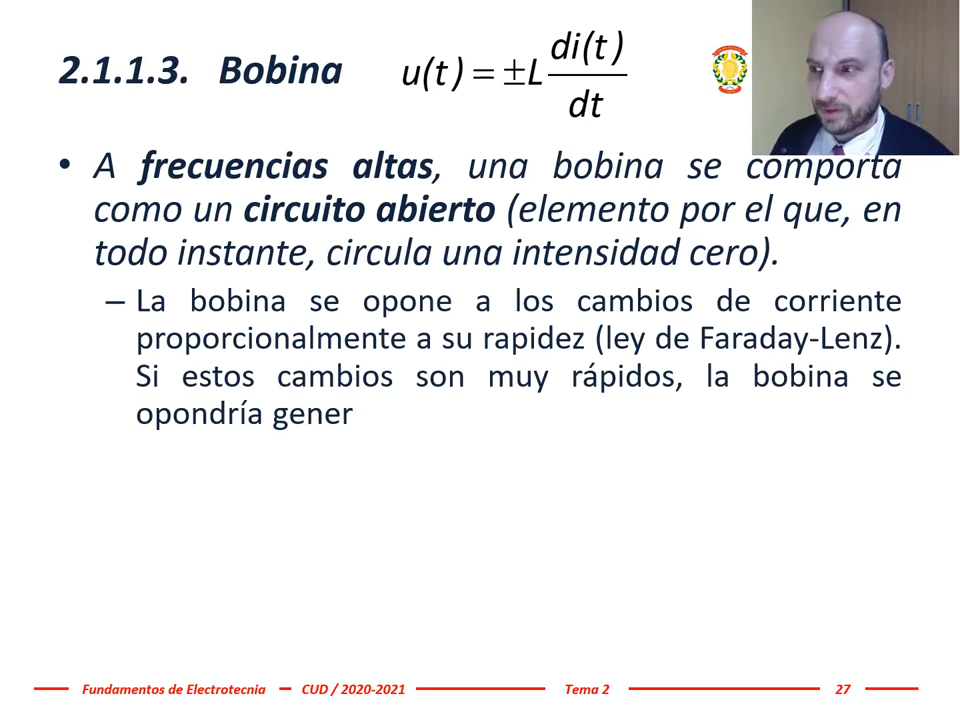 2.1.1.3. Bobina u(t) = ±L di(t)/dt
• A frecuencias altas, una bobina se comporta
como un circuito abierto (elemento por el que, en
todo instante, circula una intensidad cero).
– La bobina se opone a los cambios de corriente
proporcionalmente a su rapidez (ley de Faraday-Lenz).
Si estos cambios son muy rápidos, la bobina se
opondría gener
Fundamentos de Electrotecnia CUD / 2020-2021 Tema 2 27